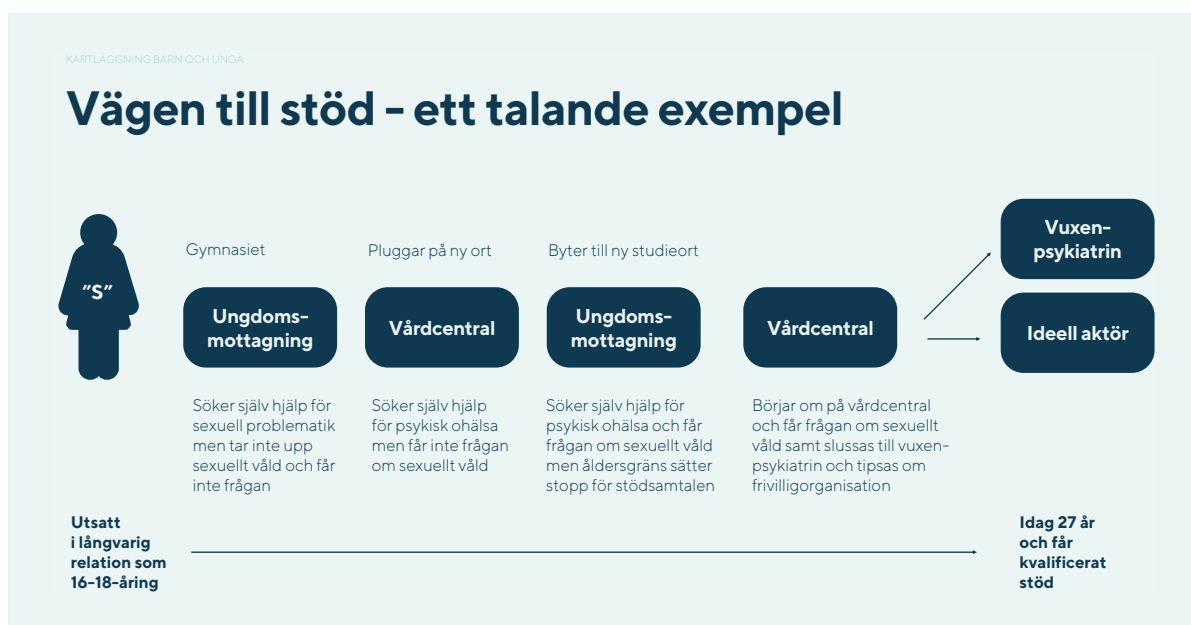 KARTLÄGGNING BARN OCH UNGA
Vägen till stöd – ett talande exempel
"S"
Gymnasiet
Ungdoms-
mottagning
Söker själv hjälp för
sexuell problematik
men tar inte upp
sexuellt våld och får
inte frågan
Pluggar på ny ort
Vårdcentral
Söker själv hjälp
för psykisk ohälsa
men får inte frågan
om sexuellt våld
Byter till ny studieort
Ungdoms-
mottagning
Söker själv hjälp för
psykisk ohälsa och får
frågan om sexuellt våld
men åldersgräns sätter
stopp för stödsamtalen
Vårdcentral
Börjar om på vårdcentral
och får frågan om sexuellt
våld samt slussas till vuxen-
psykiatrin och tipsas om
frivilligorganisation
Vuxen-
psykiatrin
Ideell aktör
Utsatt
i långvarig
relation som
16-18-åring
Idag 27 år
och får
kvalificerat
stöd